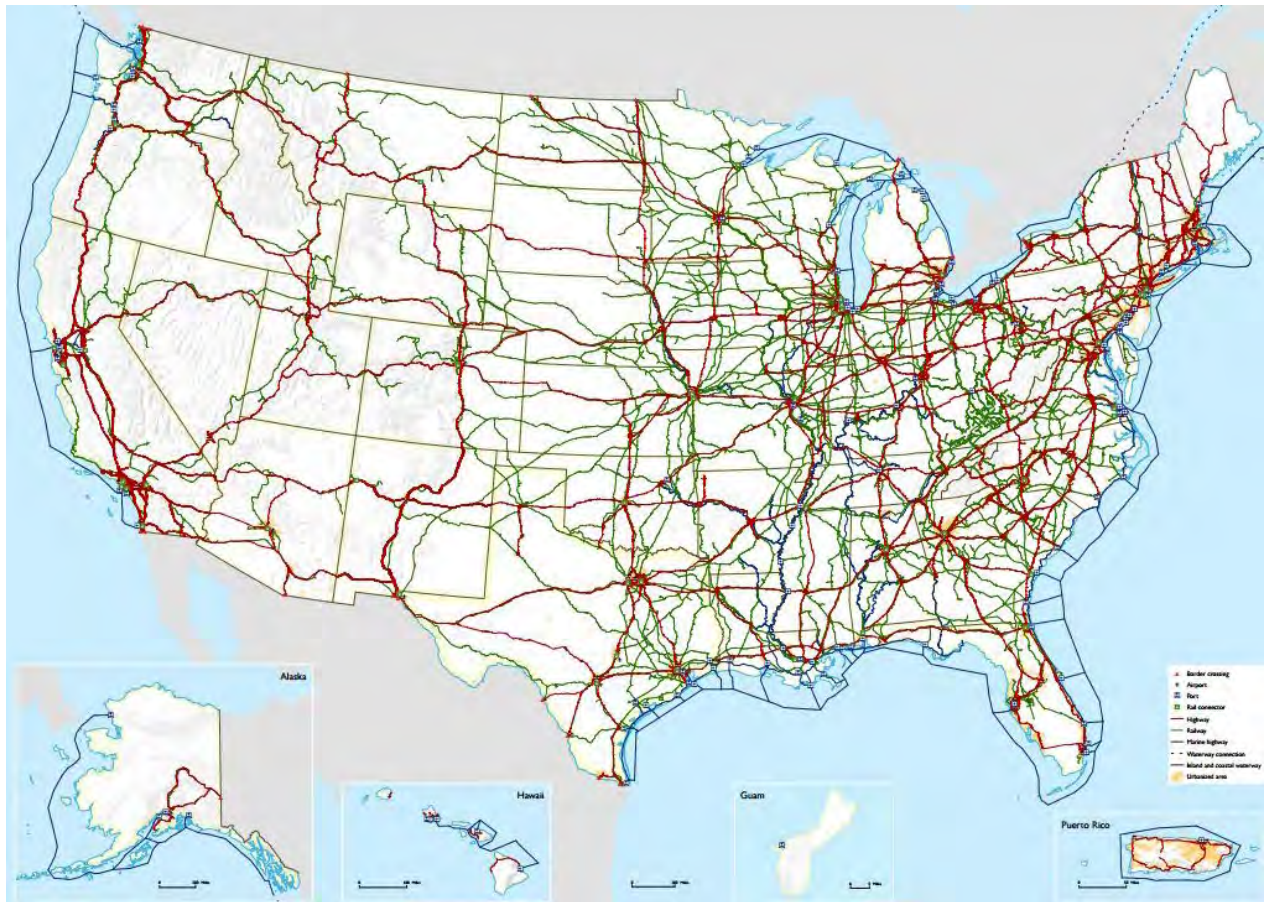 Border crossing
Airport
Port
Rail connector
Highway
Railway
Marine highway
Waterway connection
Inland and coastal waterway
Urbanized area
Alaska
Hawaii
Guam
Puerto Rico
Miles